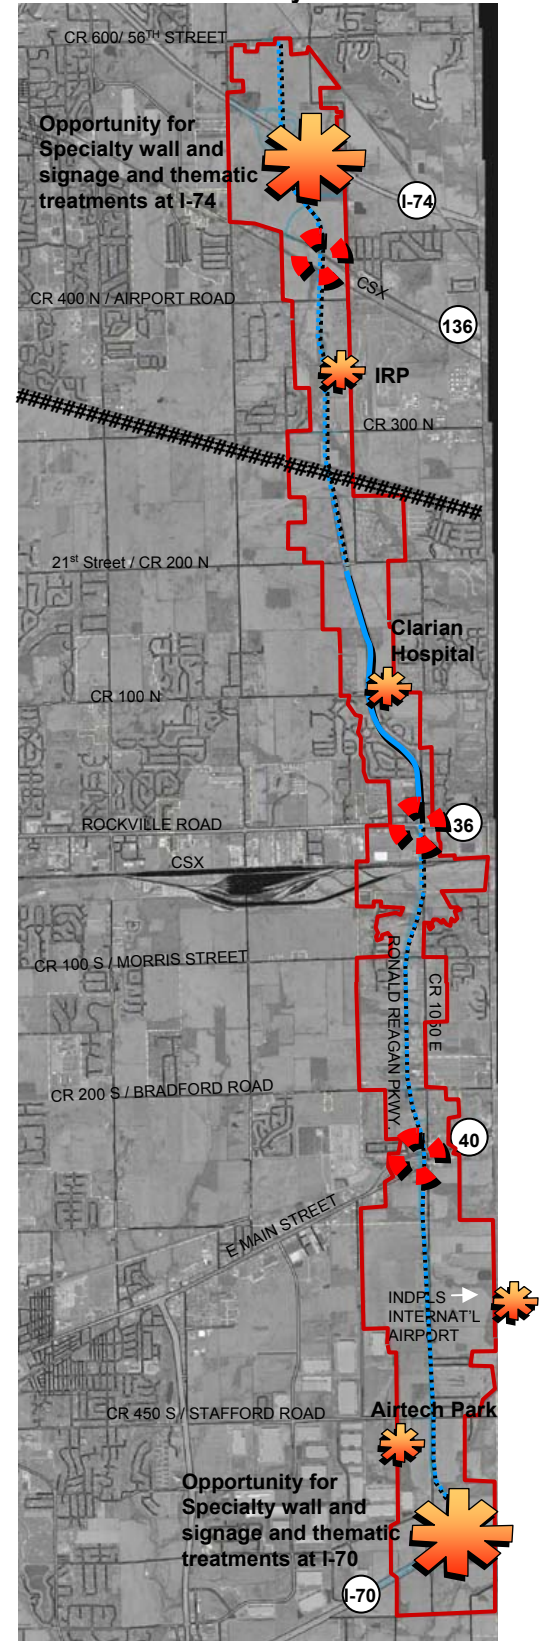 CR 600/ 56TH STREET
Opportunity for
Specialty wall and
signage and thematic
treatments at I-74
I-74
CSX
CR 400 N / AIRPORT ROAD
136
IRP
CR 300 N
21st Street / CR 200 N
Clarian
Hospital
CR 100 N
ROCKVILLE ROAD
36
CSX
CR 100 S / MORRIS STREET
RONALD REAGAN PKWY.
CR 1050 E
CR 200 S / BRADFORD ROAD
40
E MAIN STREET
INDPLS
INTERNAT'L
AIRPORT
Airtech Park
CR 450 S / STAFFORD ROAD
Opportunity for
Specialty wall and
signage and thematic
treatments at I-70
I-70